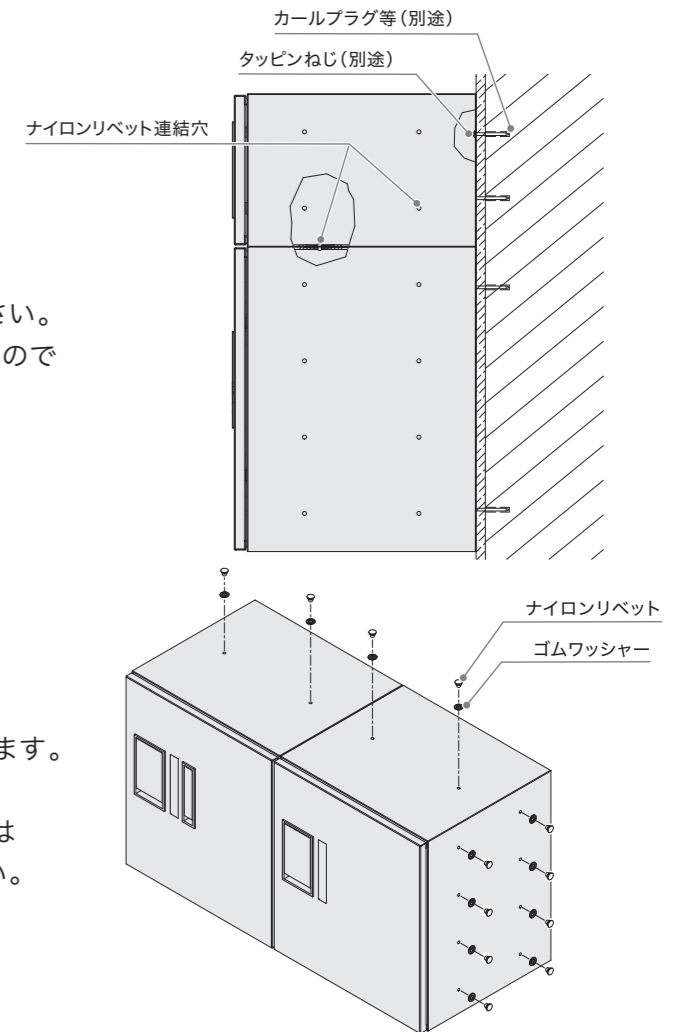 カールプラグ等（別途）
タッピンねじ（別途）
ナイロンリベット連結穴
さい。
ので
ナイロンリベット
ゴムワッシャー
ます。
は
い。